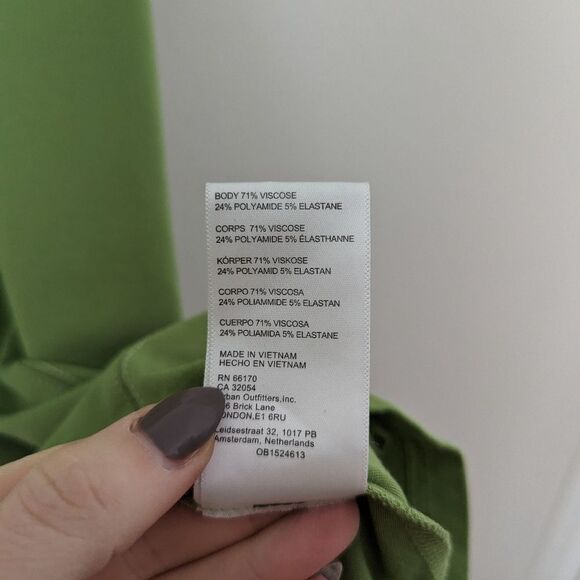 BODY 71% VISCOSE
24% POLYAMIDE 5% ELASTANE
CORPS 71% VISCOSE
24% POLYAMIDE 5% ÉLASTHANNE
KÓRPER 71% VISKOSE
24% POLYAMID 5% ELASTAN
CORPO 71% VISCOSA
24% POLIAMMIDE 5% ELASTAN
CUERPO 71% VISCOSA
24% POLIAMIDA 5% ELASTANE
MADE IN VIETNAM
HECHO EN VIETNAM
RN 66170
CA 32054
rban Outfitters,Inc.
6 Brick Lane
ONDON,E1 6RU
Leidsestraat 32, 1017 PB
Amsterdam, Netherlands
OB1524613